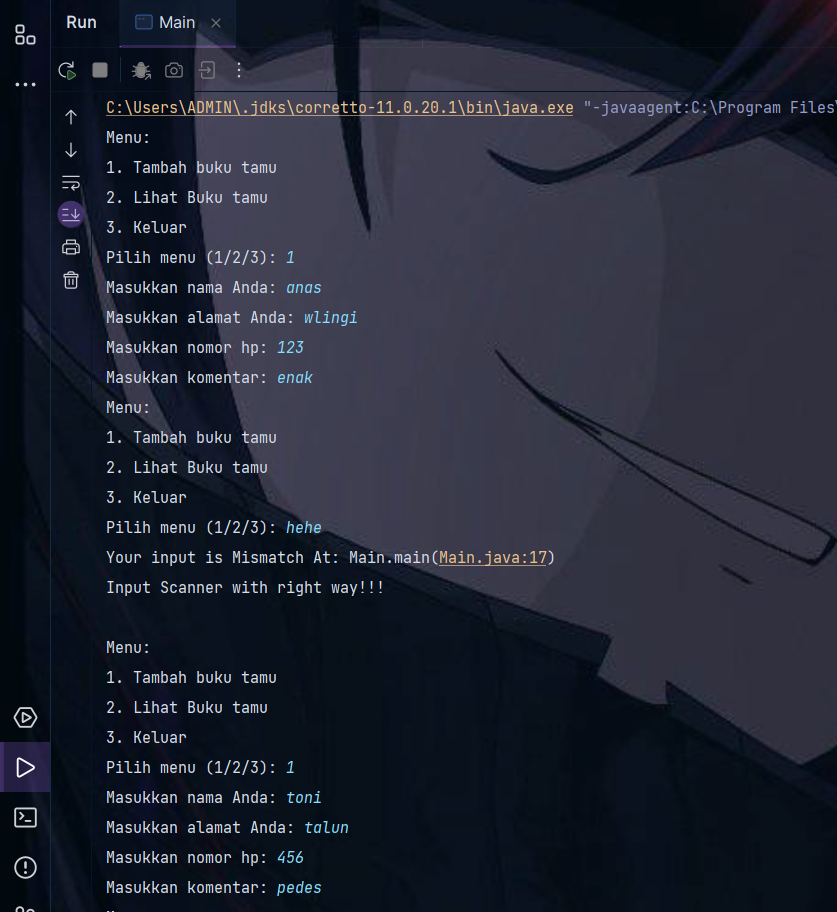 Run Main
C:\Users\ADMIN\.jdks\corretto-11.0.20.1\bin\java.exe "-javaagent:C:\Program Files\
Menu:
1. Tambah buku tamu
2. Lihat Buku tamu
3. Keluar
Pilih menu (1/2/3): 1
Masukkan nama Anda: anas
Masukkan alamat Anda: wlingi
Masukkan nomor hp: 123
Masukkan komentar: enak
Menu:
1. Tambah buku tamu
2. Lihat Buku tamu
3. Keluar
Pilih menu (1/2/3): hehe
Your input is Mismatch At: Main.main(Main.java:17)
Input Scanner with right way!!!
Menu:
1. Tambah buku tamu
2. Lihat Buku tamu
3. Keluar
Pilih menu (1/2/3): 1
Masukkan nama Anda: toni
Masukkan alamat Anda: talun
Masukkan nomor hp: 456
Masukkan komentar: pedes